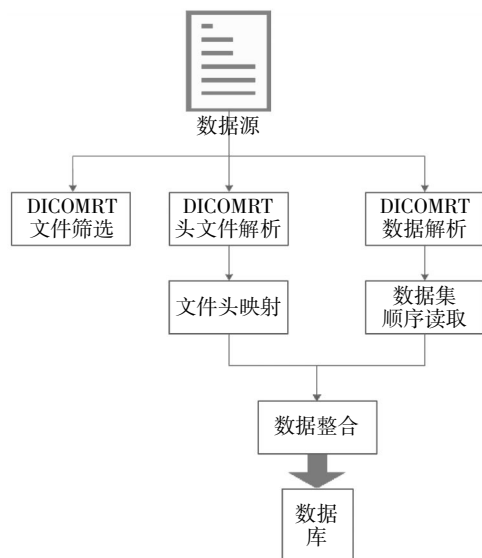 数据源
DICOMRT
文件筛选
DICOMRT
头文件解析
DICOMRT
数据解析
文件头映射
数据集
顺序读取
数据整合
数据
库